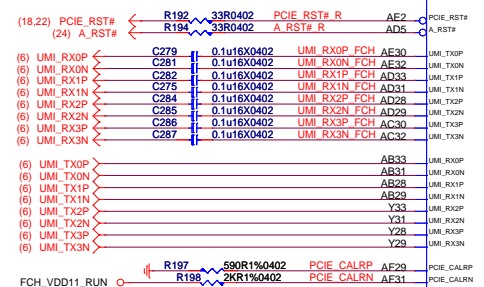 (18,22) PCIE_RST# R192 33R0402 PCIE_RST#_R AE2 PCIE_RST#
(24) A_RST# R194 33R0402 A_RST#_R AD5 A_RST#
(6) UMI_RX0P C279 0.1u16X0402 UMI_RX0P_FCH AE30 UMI_TX0P
(6) UMI_RX0N C281 0.1u16X0402 UMI_RX0N_FCH AE32 UMI_TX0N
(6) UMI_RX1P C282 0.1u16X0402 UMI_RX1P_FCH AD33 UMI_TX1P
(6) UMI_RX1N C275 0.1u16X0402 UMI_RX1N_FCH AD31 UMI_TX1N
(6) UMI_RX2P C284 0.1u16X0402 UMI_RX2P_FCH AD28 UMI_TX2P
(6) UMI_RX2N C285 0.1u16X0402 UMI_RX2N_FCH AD29 UMI_TX2N
(6) UMI_RX3P C286 0.1u16X0402 UMI_RX3P_FCH AC30 UMI_TX3P
(6) UMI_RX3N C287 0.1u16X0402 UMI_RX3N_FCH AC32 UMI_TX3N
(6) UMI_TX0P AB33 UMI_RX0P
(6) UMI_TX0N AB31 UMI_RX0N
(6) UMI_TX1P AB28 UMI_RX1P
(6) UMI_TX1N AB29 UMI_RX1N
(6) UMI_TX2P Y33 UMI_RX2P
(6) UMI_TX2N Y31 UMI_RX2N
(6) UMI_TX3P Y28 UMI_RX3P
(6) UMI_TX3N Y29 UMI_RX3N
R197 590R1%0402 PCIE_CALRP AF29 PCIE_CALRP
FCH_VDD11_RUN R198 2KR1%0402 PCIE_CALRN AF31 PCIE_CALRN